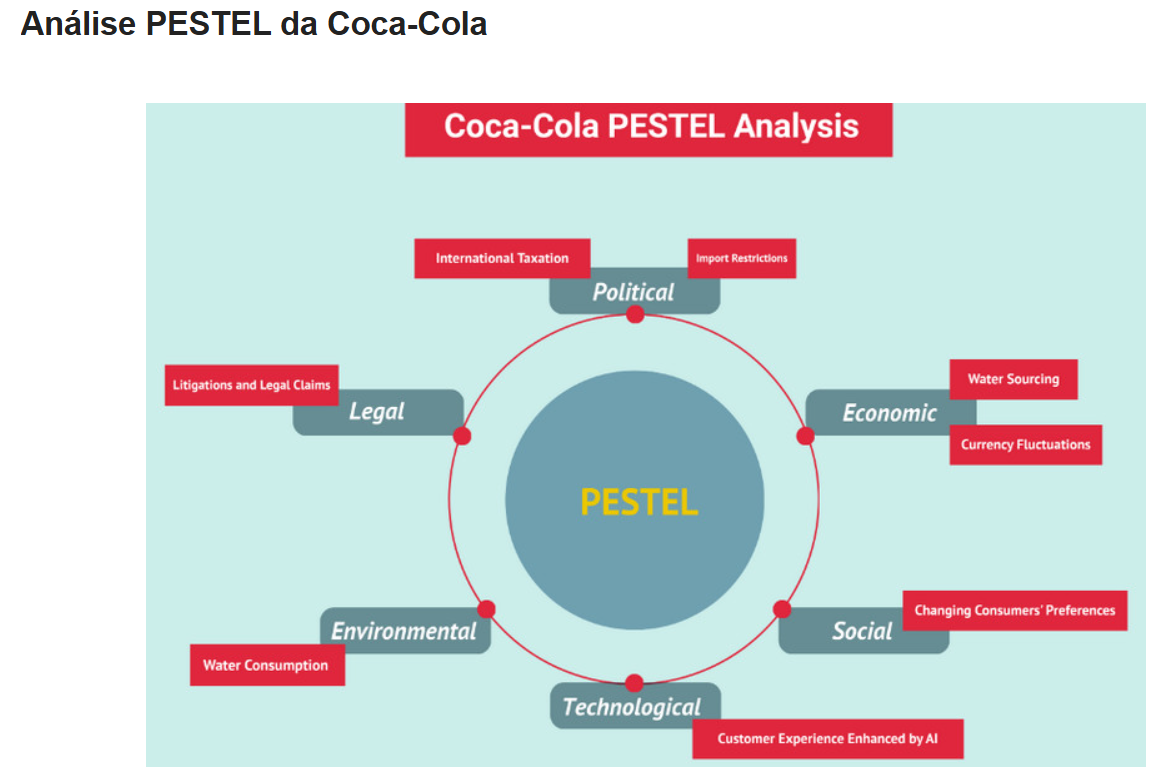 Análise PESTEL da Coca-Cola
Coca-Cola PESTEL Analysis
International Taxation
Import Restrictions
Political
Litigations and Legal Claims
Legal
Water Sourcing
Economic
Currency Fluctuations
PESTEL
Changing Consumers' Preferences
Social
Environmental
Water Consumption
Technological
Customer Experience Enhanced by AI